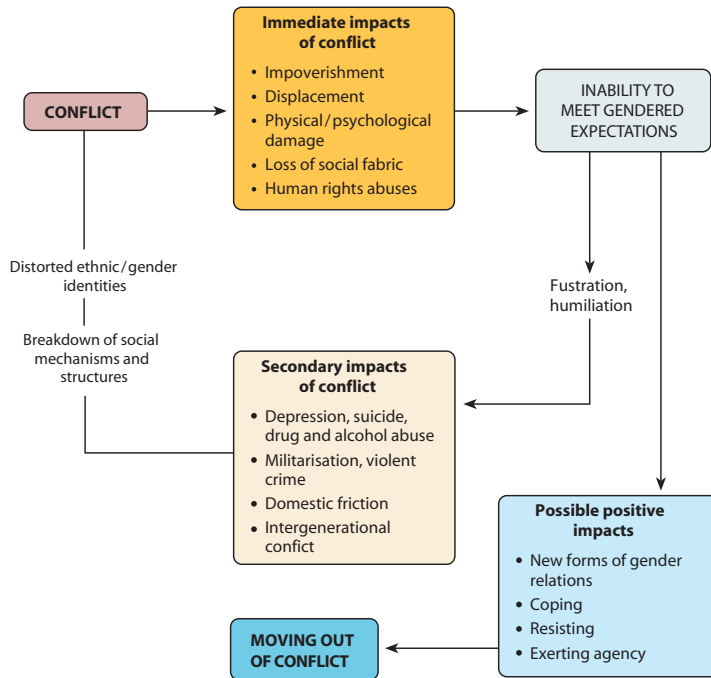 CONFLICT
Immediate impacts
of conflict
• Impoverishment
• Displacement
• Physical/psychological
damage
• Loss of social fabric
• Human rights abuses
INABILITY TO
MEET GENDERED
EXPECTATIONS
Distorted ethnic/gender
identities
Breakdown of social
mechanisms and
structures
Fustration,
humiliation
Secondary impacts
of conflict
• Depression, suicide,
drug and alcohol abuse
• Militarisation, violent
crime
• Domestic friction
• Intergenerational
confict
Possible positive
impacts
• New forms of gender
relations
• Coping
• Resisting
• Exerting agency
MOVING OUT
OF CONFLICT